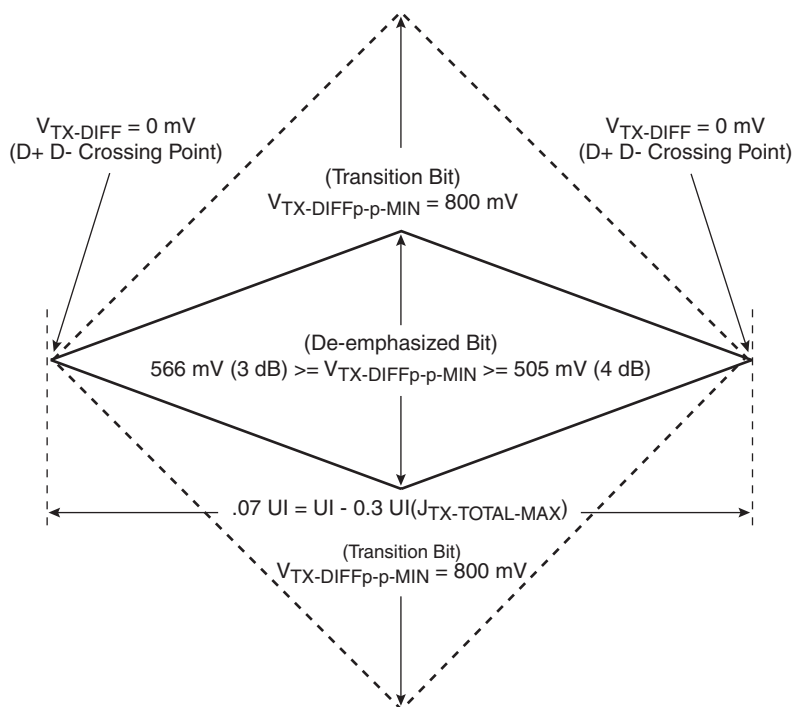 V_TX-DIFF = 0 mV
(D+ D- Crossing Point)
V_TX-DIFF = 0 mV
(D+ D- Crossing Point)
(Transition Bit)
V_TX-DIFFp-p-MIN = 800 mV
(De-emphasized Bit)
566 mV (3 dB) >= V_TX-DIFFp-p-MIN >= 505 mV (4 dB)
.07 UI = UI - 0.3 UI(J_TX-TOTAL-MAX)
(Transition Bit)
V_TX-DIFFp-p-MIN = 800 mV